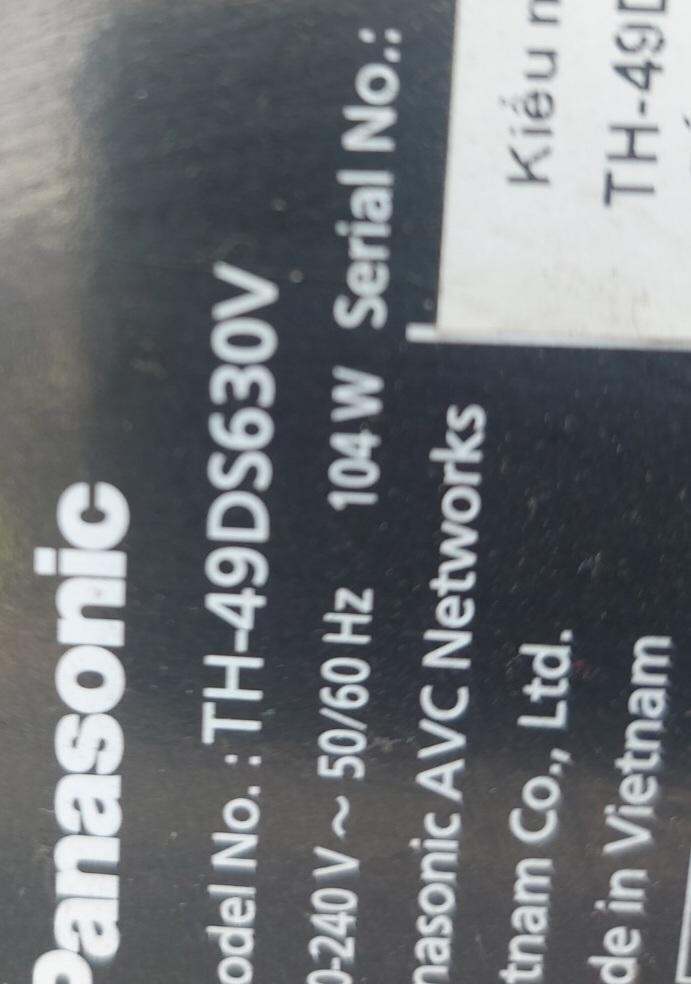 Panasonic
odel No. : TH-49DS630V
0-240 V ~ 50/60 Hz 104 W Serial No.:
nasonic AVC Networks
tnam Co., Ltd.
de in Vietnam
Kiểu
TH-49D